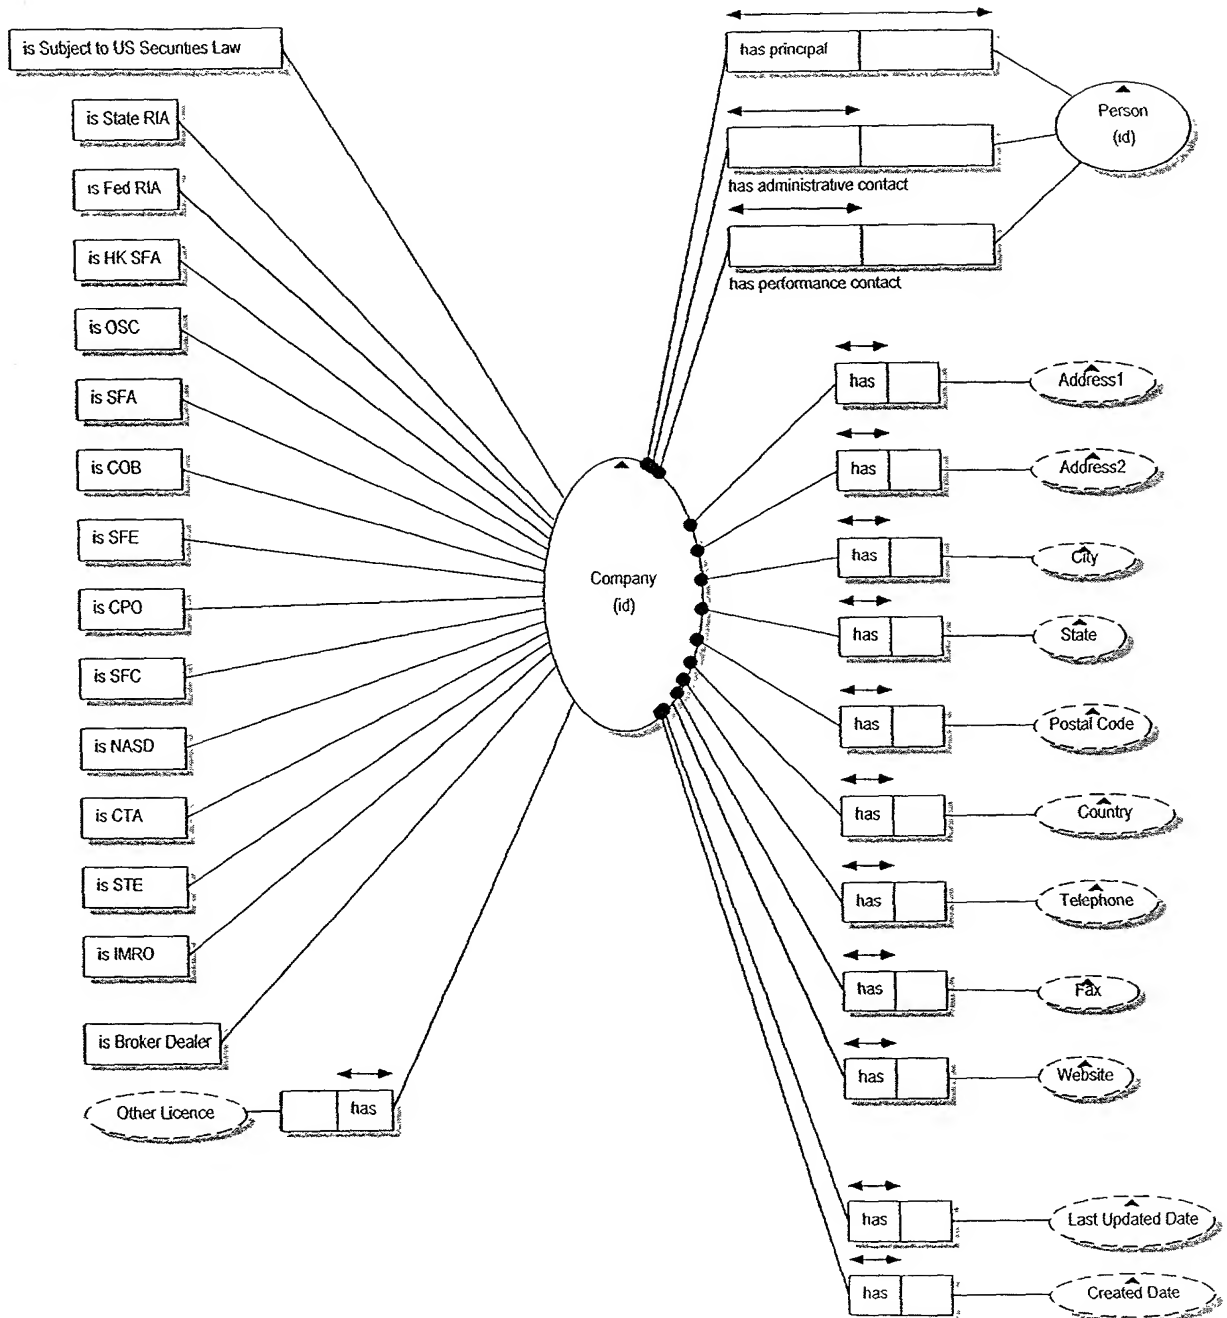 is Subject to US Securities Law
is State RIA
is Fed RIA
is HK SFA
is OSC
is SFA
is COB
is SFE
is CPO
is SFC
is NASD
is CTA
is STE
is IMRO
is Broker Dealer
Other Licence
has
Company
(id)
has principal
has administrative contact
has performance contact
Person
(id)
has
Address1
has
Address2
has
City
has
State
has
Postal Code
has
Country
has
Telephone
has
Fax
has
Website
has
Last Updated Date
has
Created Date